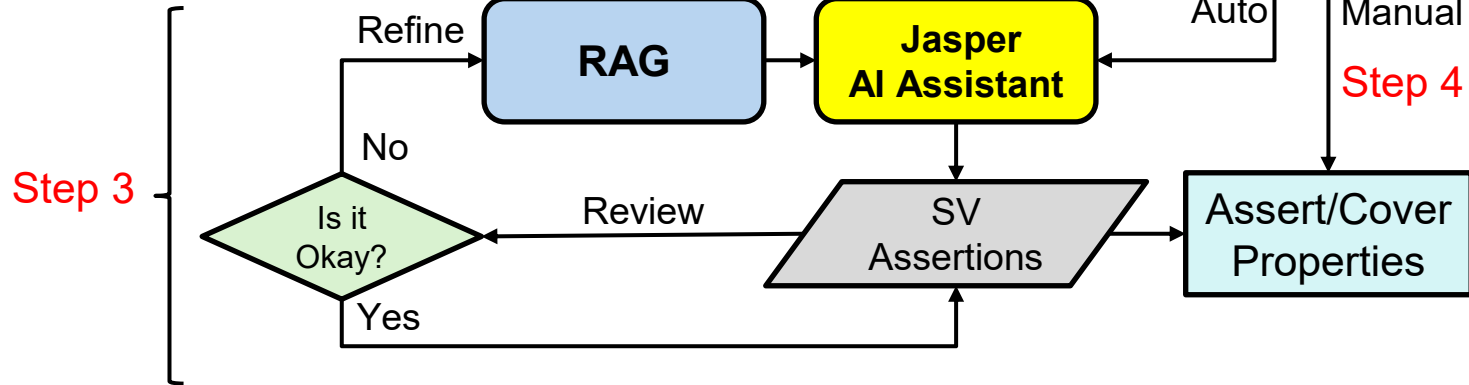 Auto
Manual
Refine
RAG
Jasper
AI Assistant
Step 4
No
Step 3
Is it
Okay?
Review
SV
Assertions
Assert/Cover
Properties
Yes